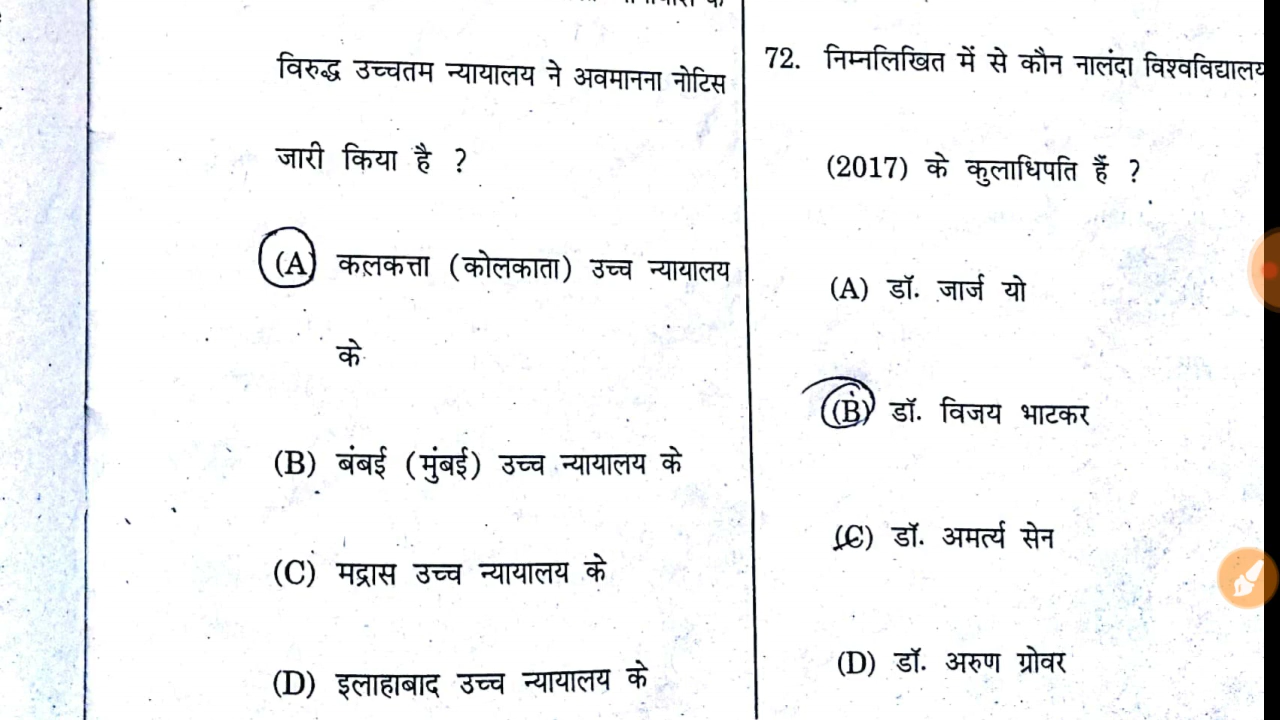 विरुद्ध उच्चतम न्यायालय ने अवमानना नोटिस
जारी किया है ?
(A) कलकत्ता (कोलकाता) उच्च न्यायालय
के
(B) बंबई (मुंबई) उच्च न्यायालय के
(C) मद्रास उच्च न्यायालय के
(D) इलाहाबाद उच्च न्यायालय के
72. निम्नलिखित में से कौन नालंदा विश्वविद्यालय
(2017) के कुलाधिपति हैं ?
(A) डॉ. जार्ज यो
(B) डॉ. विजय भाटकर
(C) डॉ. अमर्त्य सेन
(D) डॉ. अरुण ग्रोवर